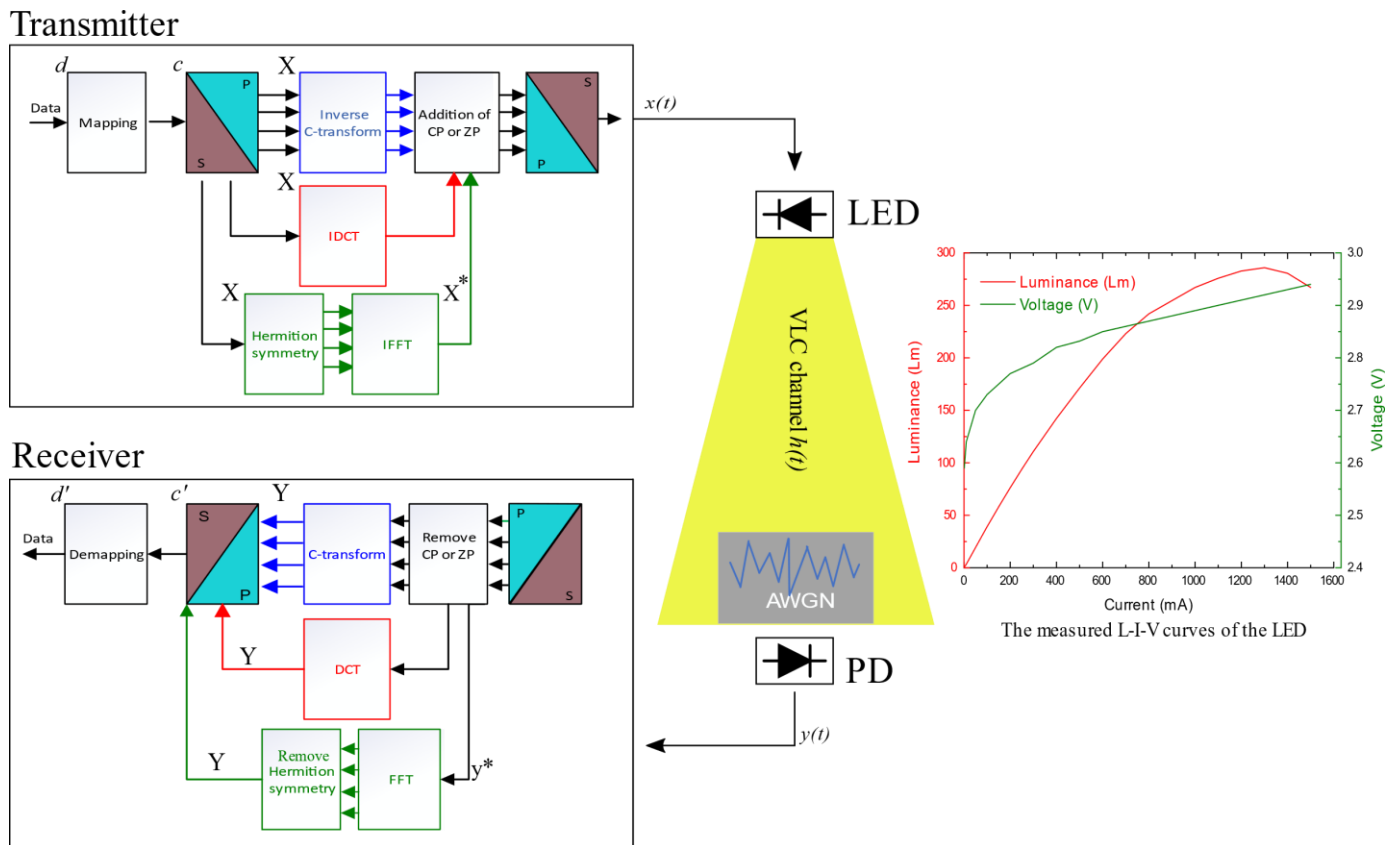 Transmitter
d
c
X
Data
Mapping
P
S
Inverse
C-transform
Addition of
CP or ZP
S
P
x(t)
X
IDCT
X
X*
Hermition
symmetry
IFFT
LED
VLC channel h(t)
AWGN
PD
y(t)
300
250
200
150
100
50
0
Luminance (Lm)
Luminance (Lm)
Voltage (V)
3.0
2.9
2.8
2.7
2.6
2.5
2.4
Voltage (V)
0
200
400
600
800
1000
1200
1400
1600
Current (mA)
The measured L-I-V curves of the LED
Receiver
d'
c'
Y
Data
Demapping
S
P
C-transform
Remove
CP or ZP
P
S
Y
DCT
Y
Remove
Hermition
symmetry
FFT
y*